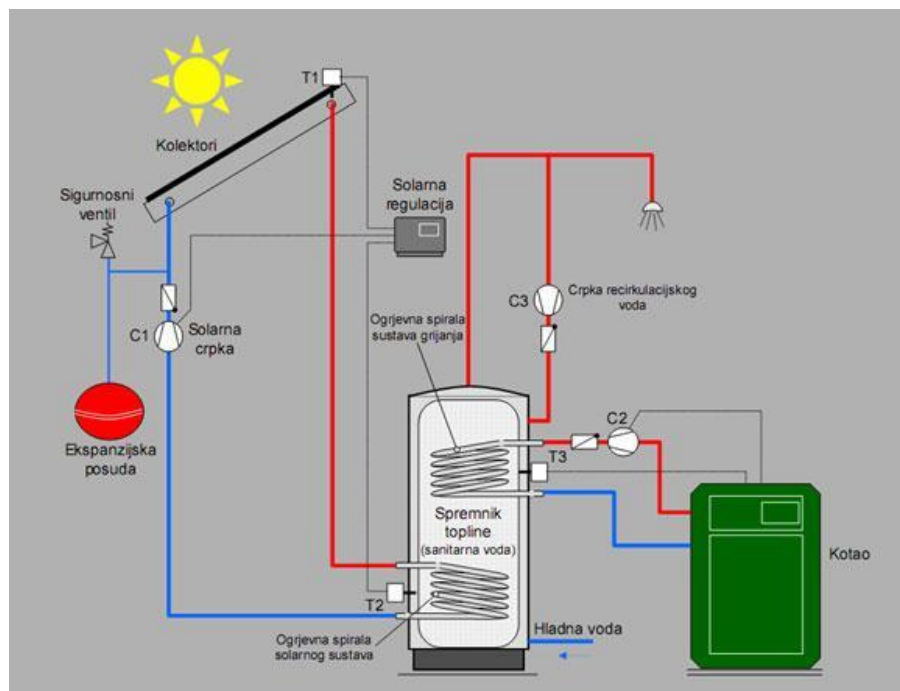 T1
Kolektori
Sigurnosni
ventil
Solarna
regulacija
C1
Solarna
crpka
C3
Crpka recirkulacijskog
voda
Ogrjevna spirala
sustava grijanja
Ekspanzijska
posuda
C2
T3
Spremnik
topline
(sanitarna voda)
Kotao
T2
Ogrjevna spirala
solarnog sustava
Hladna voda